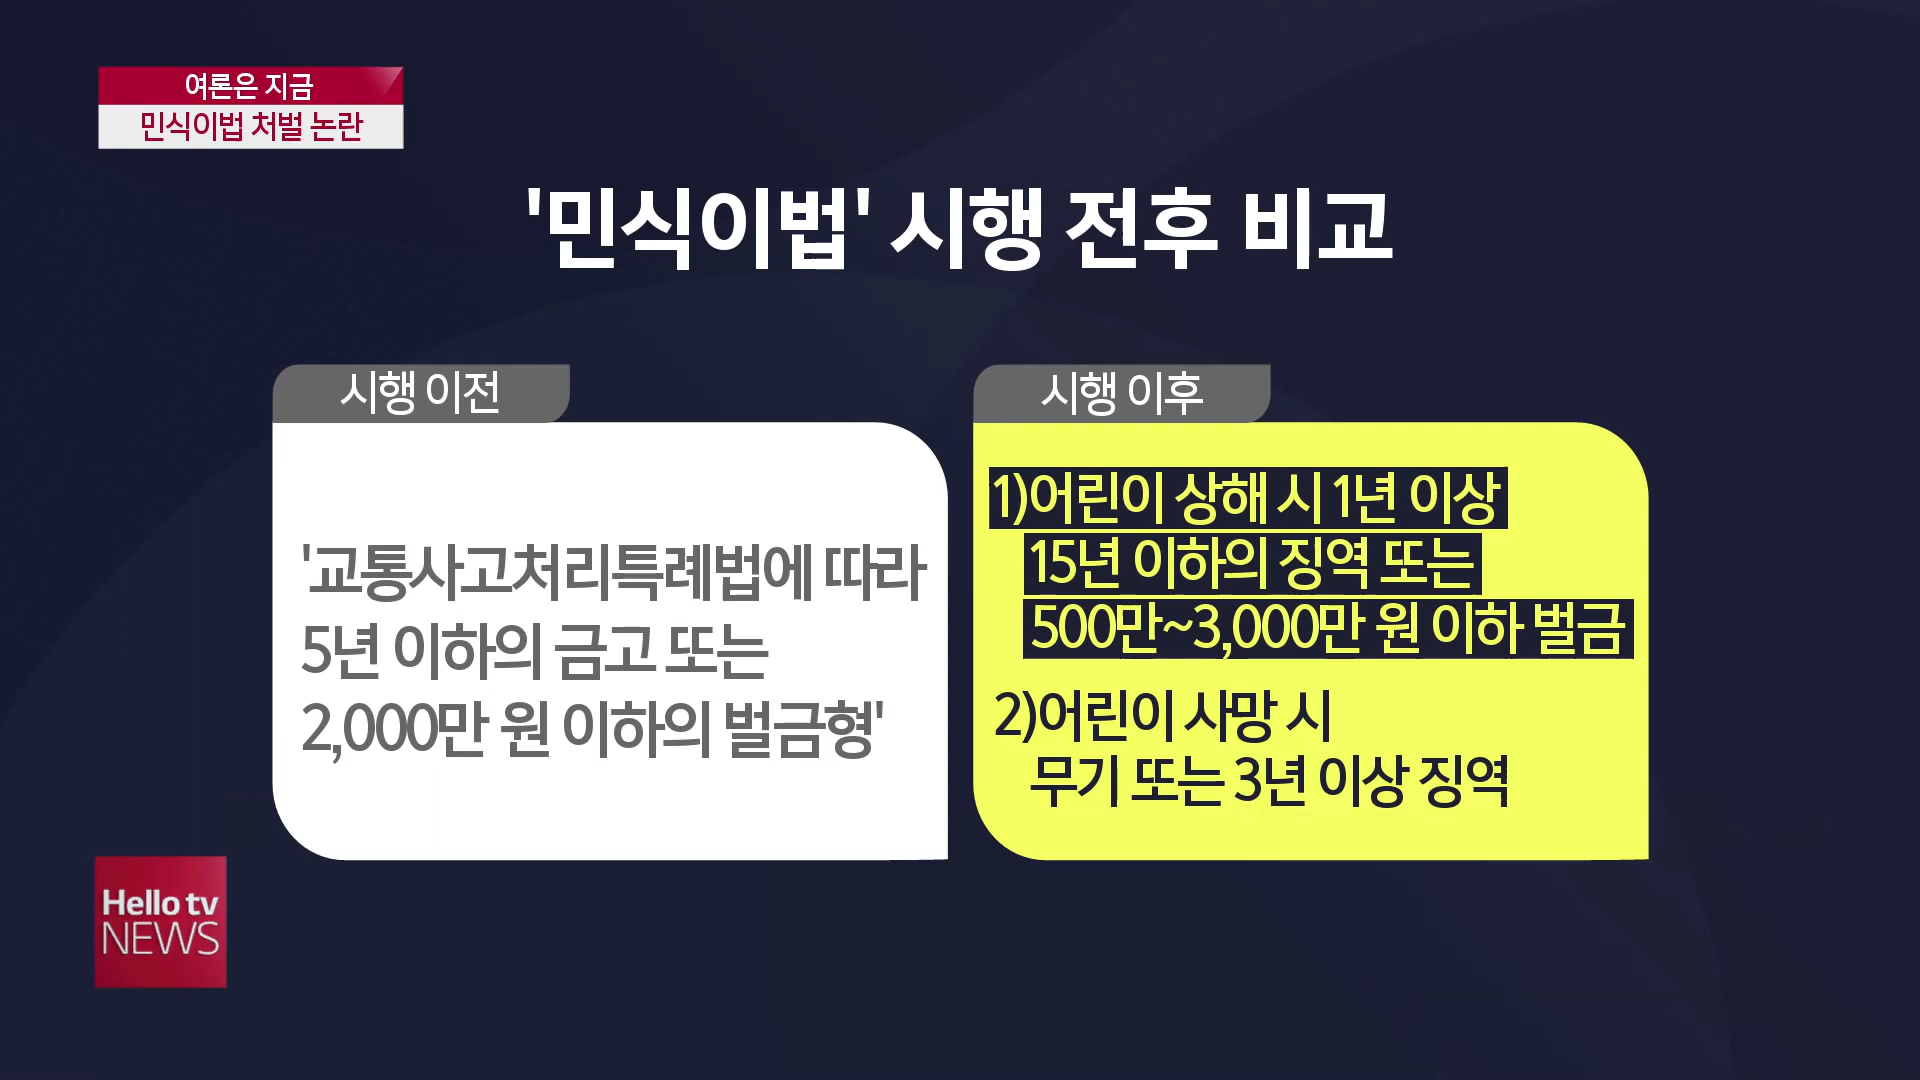 여론은 지금
민식이법 처벌 논란
'민식이법' 시행 전후 비교
시행 이전
'교통사고처리특례법에 따라
5년 이하의 금고 또는
2,000만 원 이하의 벌금형'
시행 이후
1)어린이 상해 시 1년 이상
15년 이하의 징역 또는
500만~3,000만 원 이하 벌금
2)어린이 사망 시
무기 또는 3년 이상 징역
Hello tv
NEWS